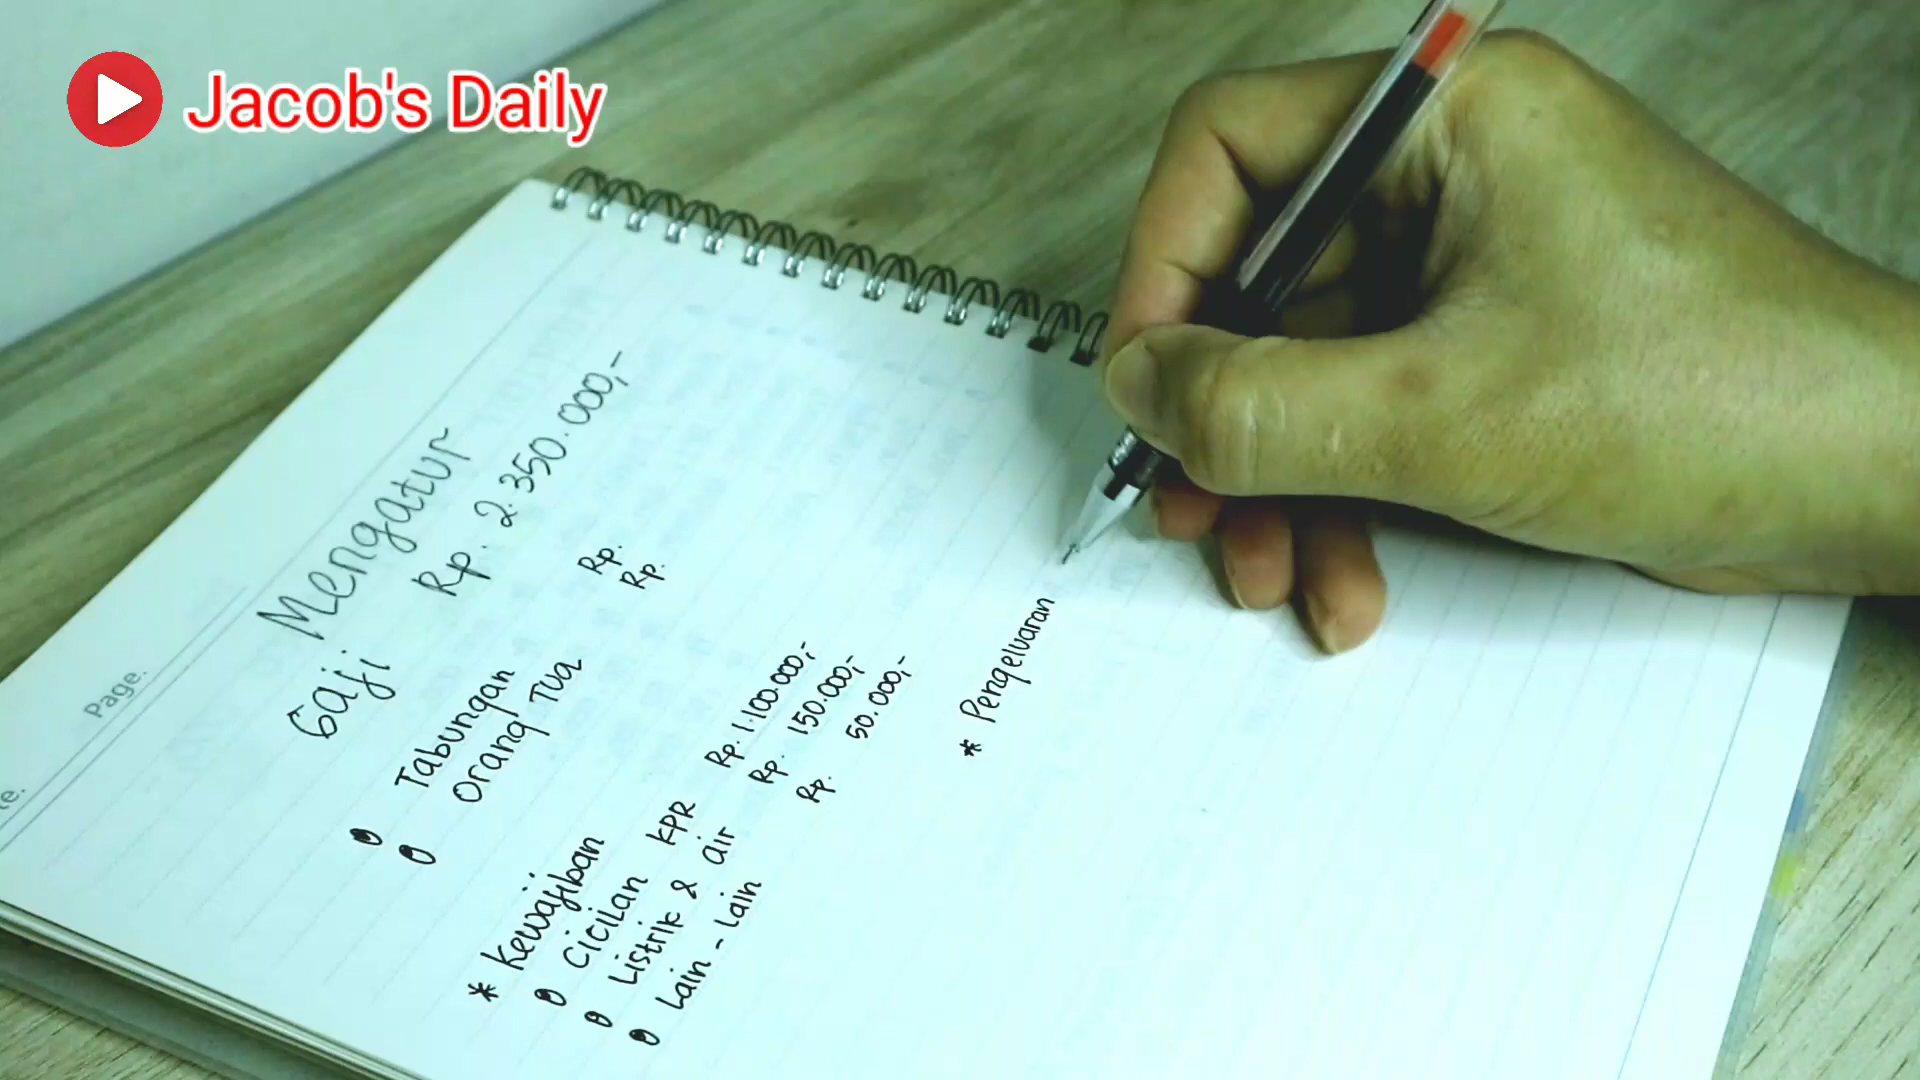 Jacob's Daily
Page.
te.
Mengatur
Gaji Rp. 2.350.000,-
Tabungan Rp.
Orang Tua Rp.
* Kewajiban
Cicilan KPR Rp. 1.100.000,-
Listrik & air Rp. 150.000,-
Lain-Lain Rp. 50.000,-
* Pengeluaran